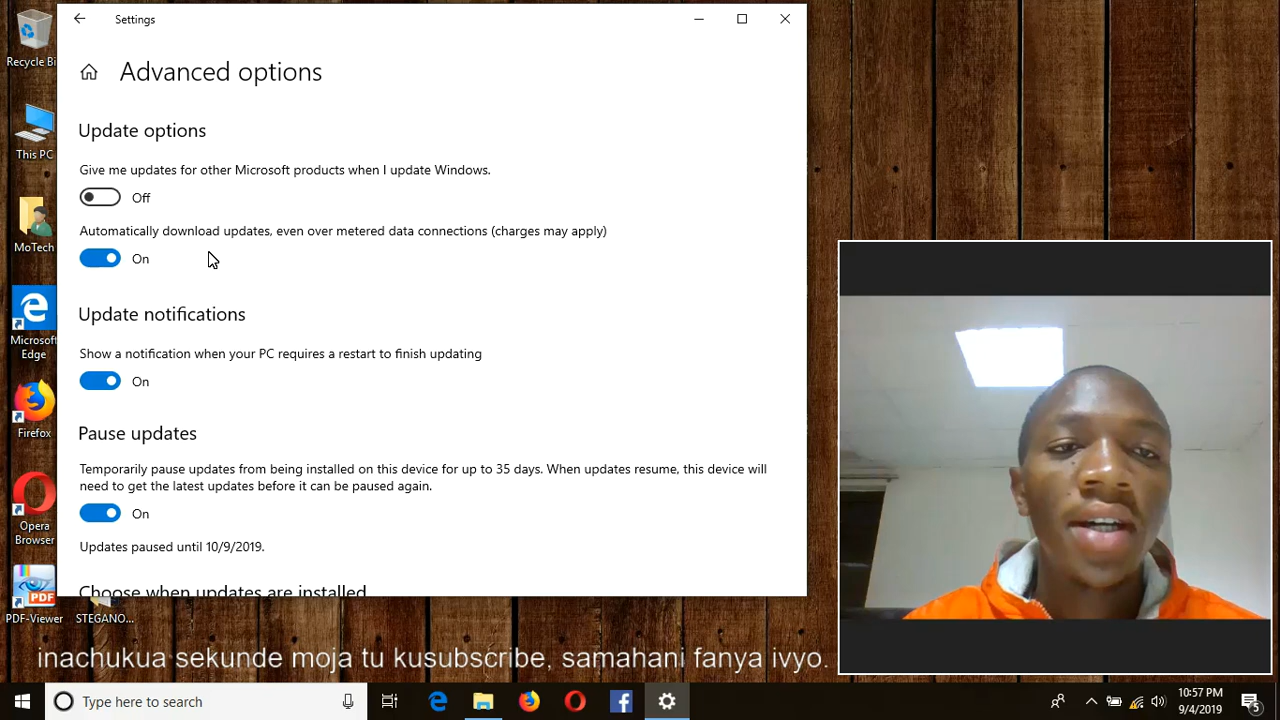 Settings
Advanced options
Update options
Give me updates for other Microsoft products when I update Windows.
Off
Automatically download updates, even over metered data connections (charges may apply)
On
Update notifications
Show a notification when your PC requires a restart to finish updating
On
Pause updates
Temporarily pause updates from being installed on this device for up to 35 days. When updates resume, this device will
need to get the latest updates before it can be paused again.
On
Updates paused until 10/9/2019.
Choose when updates are installed
Recycle Bi
This PC
MoTech
Microsoft
Edge
Firefox
Opera
Browser
PDF
PDF-Viewer
STEGANO...
inachukua sekunde moja tu kusubscribe, samahani fanya ivyo.
Type here to search
10:57 PM
9/4/2019
5